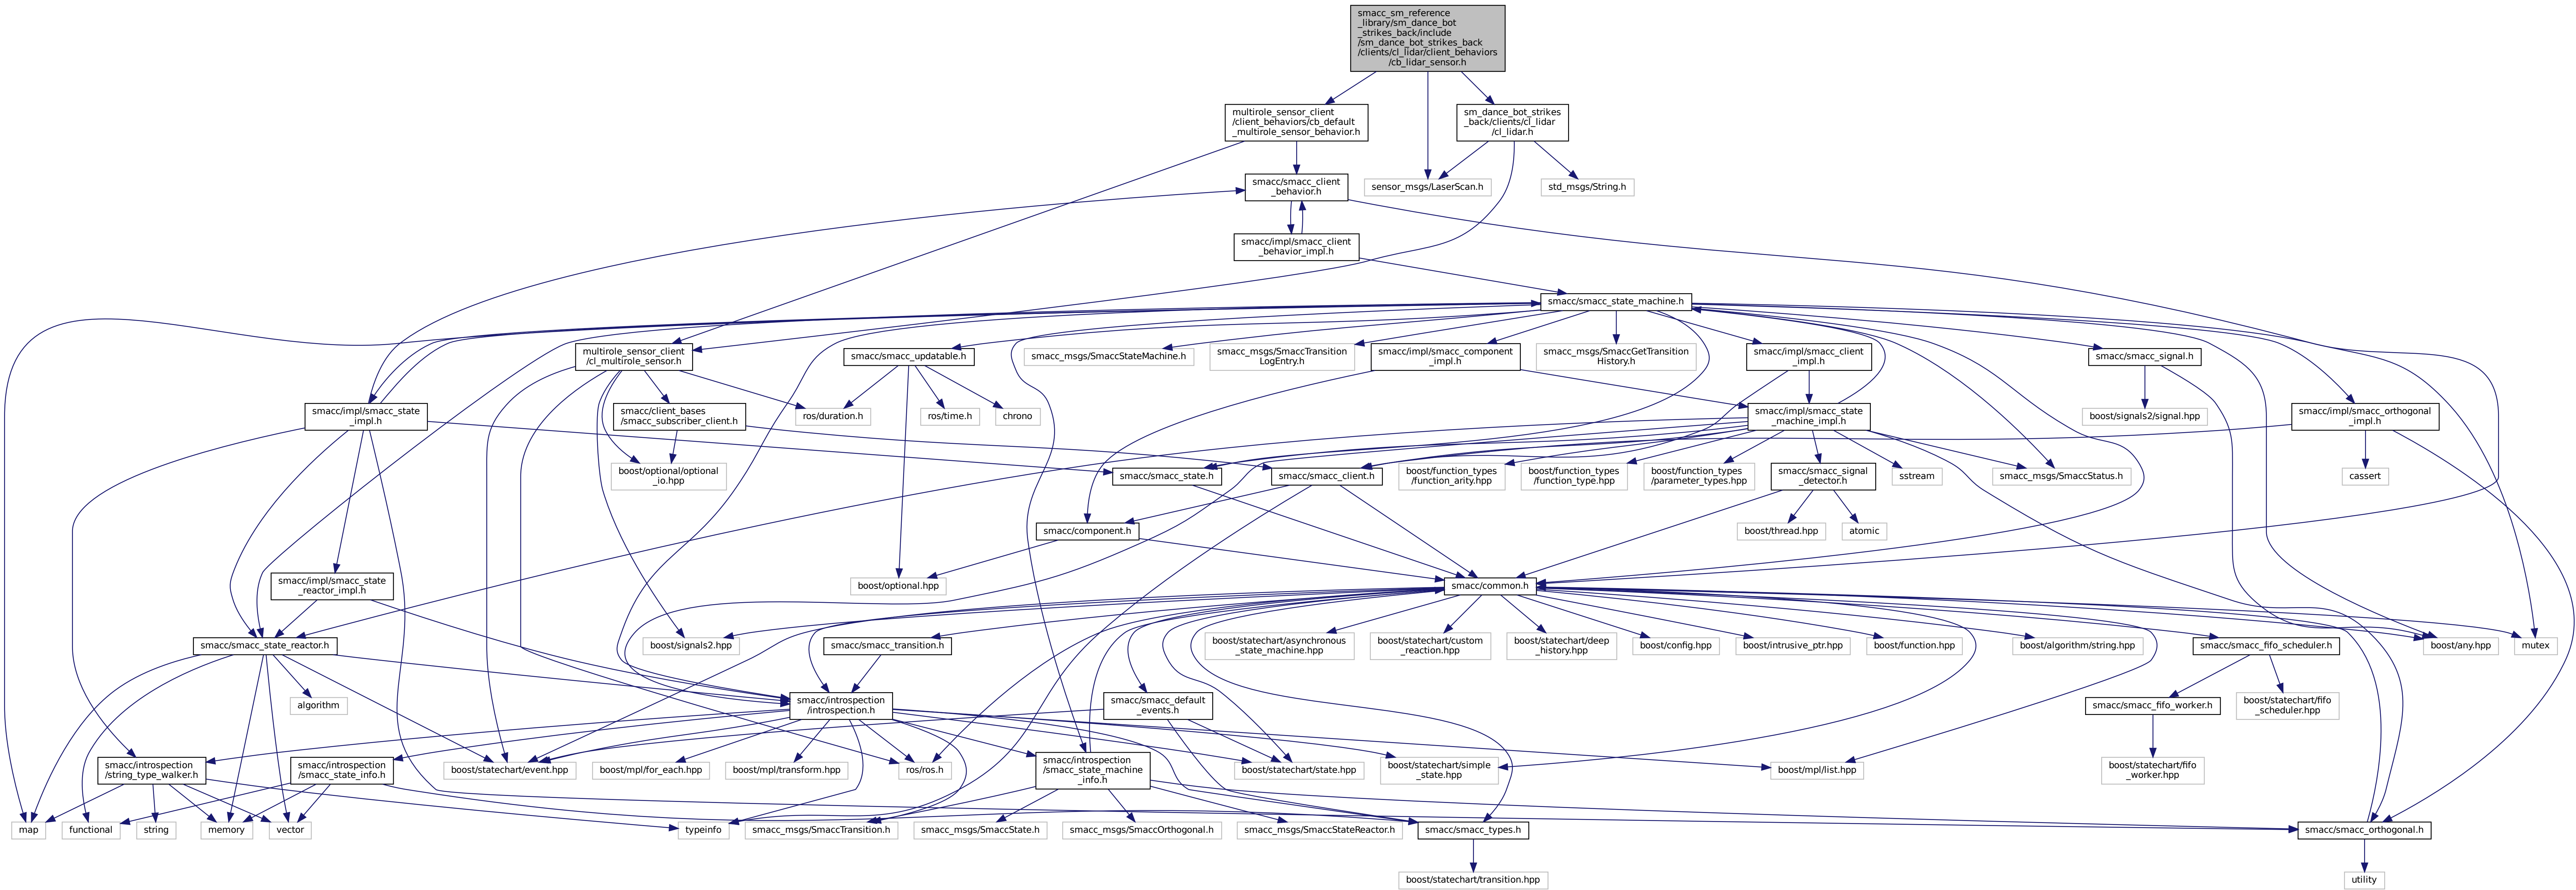 smacc_sm_reference
_library/sm_dance_bot
_strikes_back/include
/sm_dance_bot_strikes_back
/clients/cl_lidar/client_behaviors
/cb_lidar_sensor.h
multirole_sensor_client
/client_behaviors/cb_default
_multirole_sensor_behavior.h
sm_dance_bot_strikes
_back/clients/cl_lidar
/cl_lidar.h
smacc/smacc_client
_behavior.h
sensor_msgs/LaserScan.h
std_msgs/String.h
smacc/impl/smacc_client
_behavior_impl.h
smacc/smacc_state_machine.h
multirole_sensor_client
/cl_multirole_sensor.h
smacc/smacc_updatable.h
smacc_msgs/SmaccStateMachine.h
smacc_msgs/SmaccTransition
LogEntry.h
smacc/impl/smacc_component
_impl.h
smacc_msgs/SmaccGetTransition
History.h
smacc/impl/smacc_client
_impl.h
smacc/smacc_signal.h
smacc/impl/smacc_state
_impl.h
smacc/client_bases
/smacc_subscriber_client.h
ros/duration.h
ros/time.h
chrono
smacc/impl/smacc_state
_machine_impl.h
boost/signals2/signal.hpp
smacc/impl/smacc_orthogonal
_impl.h
boost/optional/optional
_io.hpp
smacc/smacc_state.h
smacc/smacc_client.h
boost/function_types
/function_arity.hpp
boost/function_types
/function_type.hpp
boost/function_types
/parameter_types.hpp
smacc/smacc_signal
_detector.h
sstream
smacc_msgs/SmaccStatus.h
cassert
smacc/component.h
boost/thread.hpp
atomic
smacc/impl/smacc_state
_reactor_impl.h
boost/optional.hpp
smacc/common.h
smacc/smacc_state_reactor.h
boost/signals2.hpp
smacc/smacc_transition.h
boost/statechart/asynchronous
_state_machine.hpp
boost/statechart/custom
_reaction.hpp
boost/statechart/deep
_history.hpp
boost/config.hpp
boost/intrusive_ptr.hpp
boost/function.hpp
boost/algorithm/string.hpp
smacc/smacc_fifo_scheduler.h
boost/any.hpp
mutex
algorithm
smacc/introspection
/introspection.h
smacc/smacc_default
_events.h
smacc/smacc_fifo_worker.h
boost/statechart/fifo
_scheduler.hpp
smacc/introspection
/string_type_walker.h
smacc/introspection
/smacc_state_info.h
boost/statechart/event.hpp
boost/mpl/for_each.hpp
boost/mpl/transform.hpp
ros/ros.h
smacc/introspection
/smacc_state_machine
_info.h
boost/statechart/state.hpp
boost/statechart/simple
_state.hpp
boost/mpl/list.hpp
boost/statechart/fifo
_worker.hpp
map
functional
string
memory
vector
typeinfo
smacc_msgs/SmaccTransition.h
smacc_msgs/SmaccState.h
smacc_msgs/SmaccOrthogonal.h
smacc_msgs/SmaccStateReactor.h
smacc/smacc_types.h
smacc/smacc_orthogonal.h
boost/statechart/transition.hpp
utility